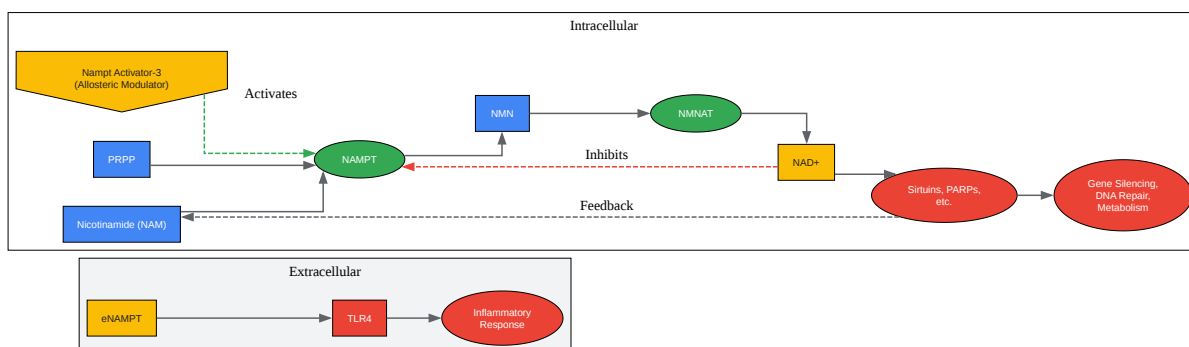 Intracellular
Nampt Activator-3
(Allosteric Modulator)
Activates
NMN
NMNAT
PRPP
NAMPT
Inhibits
NAD+
Sirtuins, PARPs,
etc.
Gene Silencing,
DNA Repair,
Metabolism
Nicotinamide (NAM)
Feedback
Extracellular
eNAMPT
TLR4
Inflammatory
Response